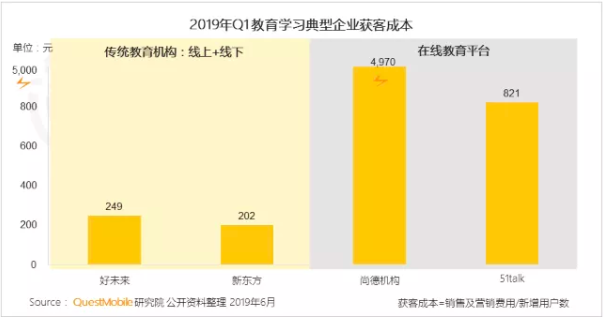 2019年Q1教育学习典型企业获客成本
单位：元
传统教育机构：线上+线下
在线教育平台
5,000
800
600
400
200
0
249
202
4,970
821
好未来
新东方
尚德机构
51talk
Source： QuestMobile研究院 公开资料整理 2019年6月
获客成本=销售及营销费用/新增用户数